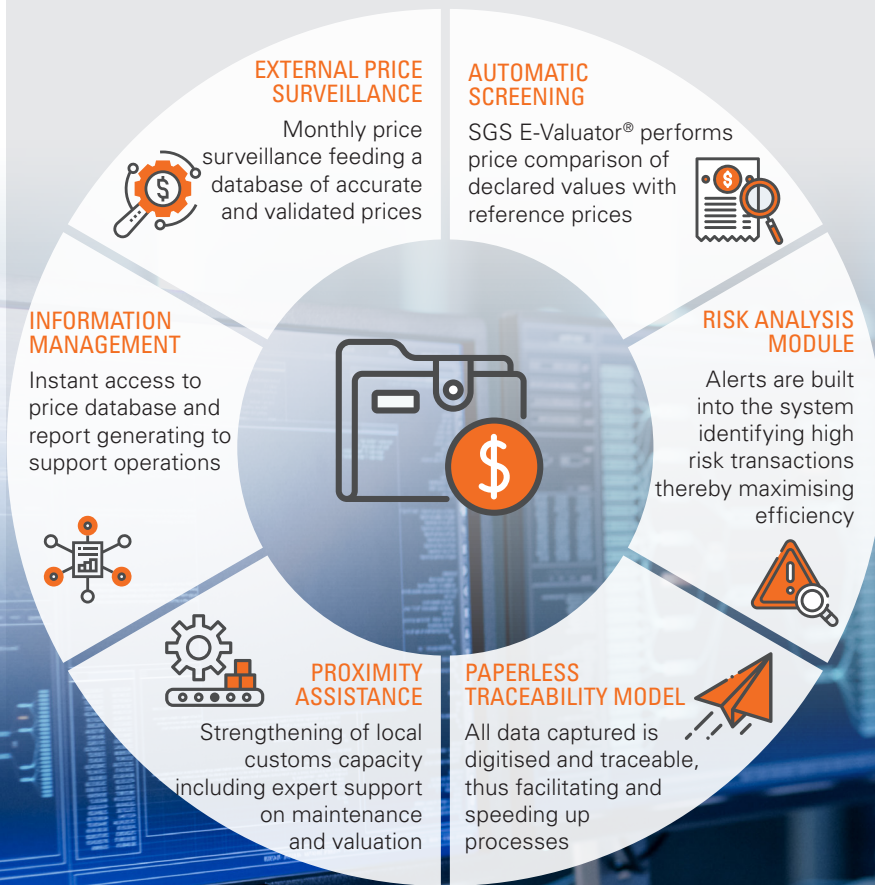 EXTERNAL PRICE
SURVEILLANCE
Monthly price
surveillance feeding a
database of accurate
and validated prices
AUTOMATIC
SCREENING
SGS E-Valuator® performs
price comparison of
declared values with
reference prices
INFORMATION
MANAGEMENT
Instant access to
price database and
report generating to
support operations
RISK ANALYSIS
MODULE
Alerts are built
into the system
identifying high
risk transactions
thereby maximising
efficiency
PROXIMITY
ASSISTANCE
Strengthening of local
customs capacity
including expert support
on maintenance
and valuation
PAPERLESS
TRACEABILITY MODEL
All data captured is
digitised and traceable,
thus facilitating and
speeding up
processes